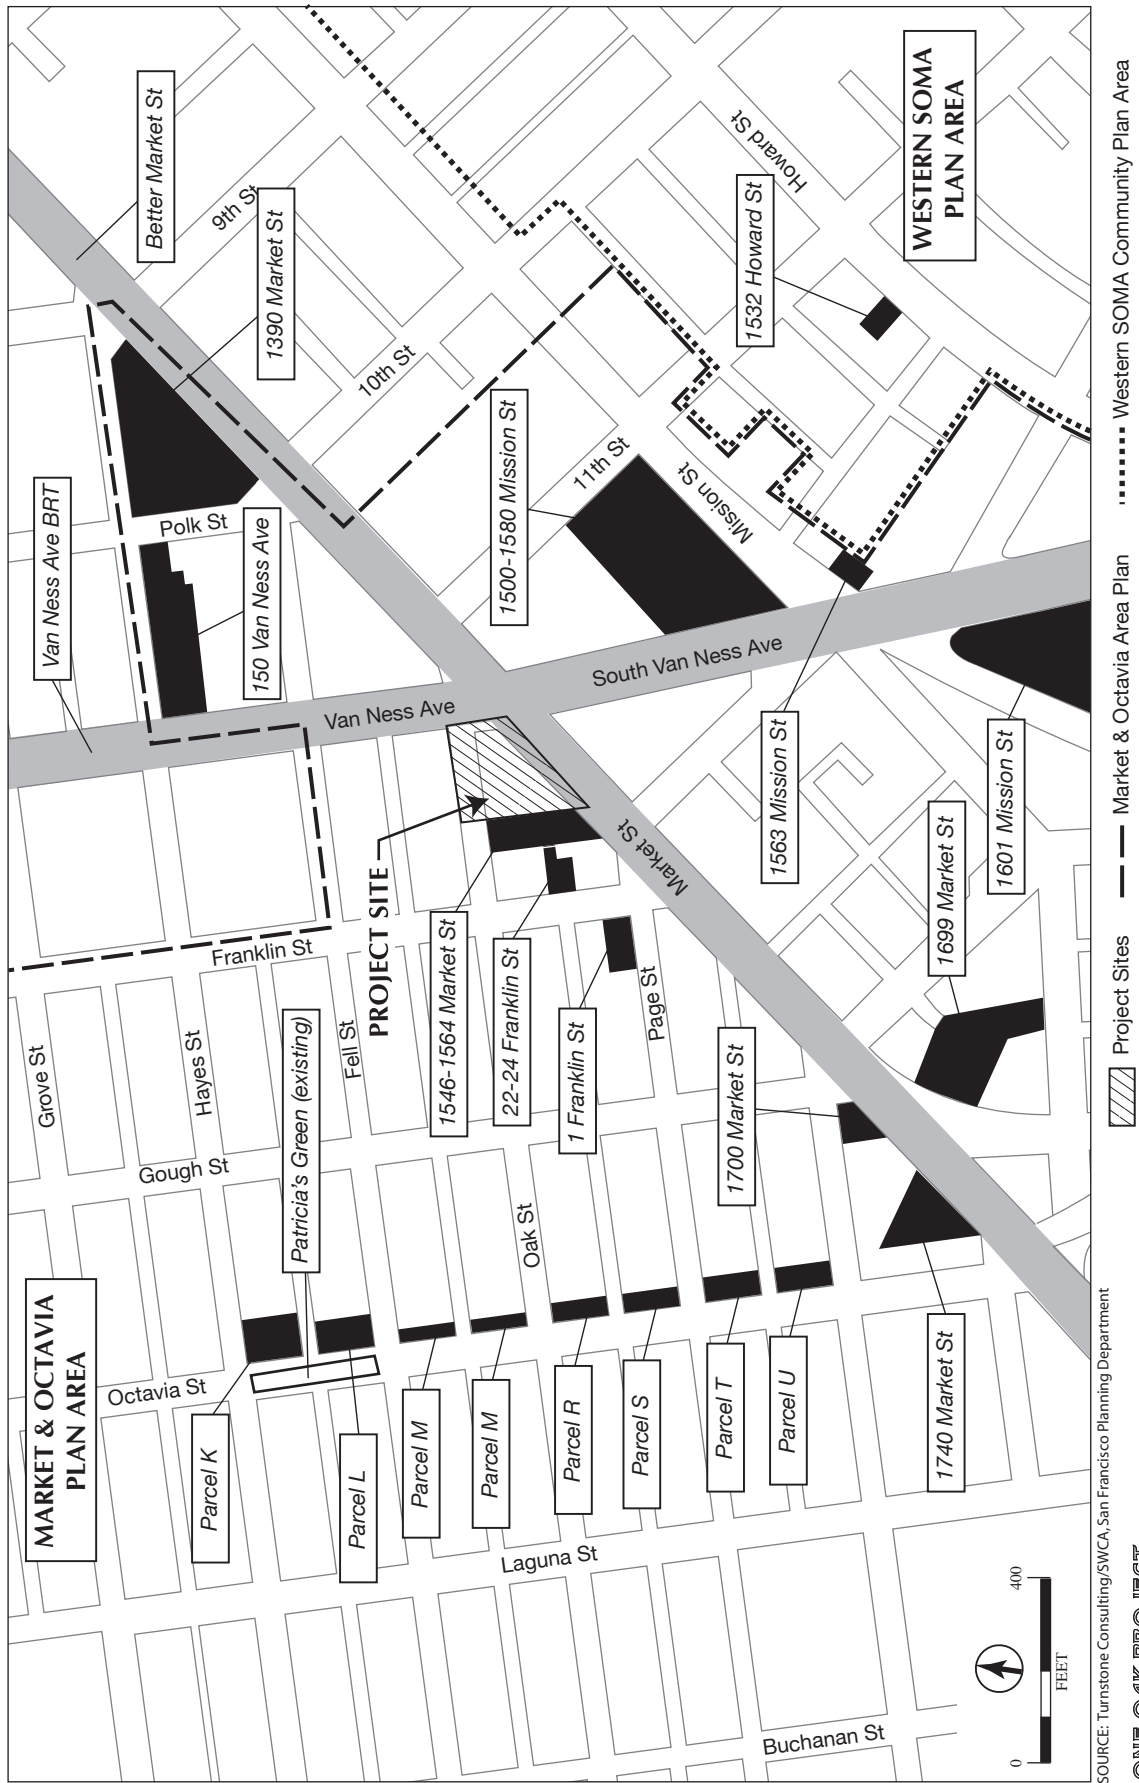 Van Ness Ave BRT
Better Market St
9th St
1390 Market St
10th St
Polk St
150 Van Ness Ave
Van Ness Ave
South Van Ness Ave
1500-1580 Mission St
11th St
Mission St
Howard St
1532 Howard St
WESTERN SOMA
PLAN AREA
1563 Mission St
1601 Mission St
1699 Market St
Market St
PROJECT SITE
Franklin St
1546-1564 Market St
22-24 Franklin St
1 Franklin St
Page St
1700 Market St
1740 Market St
Grove St
Hayes St
Fell St
Patricia's Green (existing)
Gough St
Oak St
MARKET & OCTAVIA
PLAN AREA
Octavia St
Parcel K
Parcel L
Parcel M
Parcel M
Parcel R
Parcel S
Parcel T
Parcel U
Laguna St
Buchanan St
0
400
FEET
Project Sites
Market & Octavia Area Plan
Western SOMA Community Plan Area
SOURCE: Turnstone Consulting/SWCA, San Francisco Planning Department